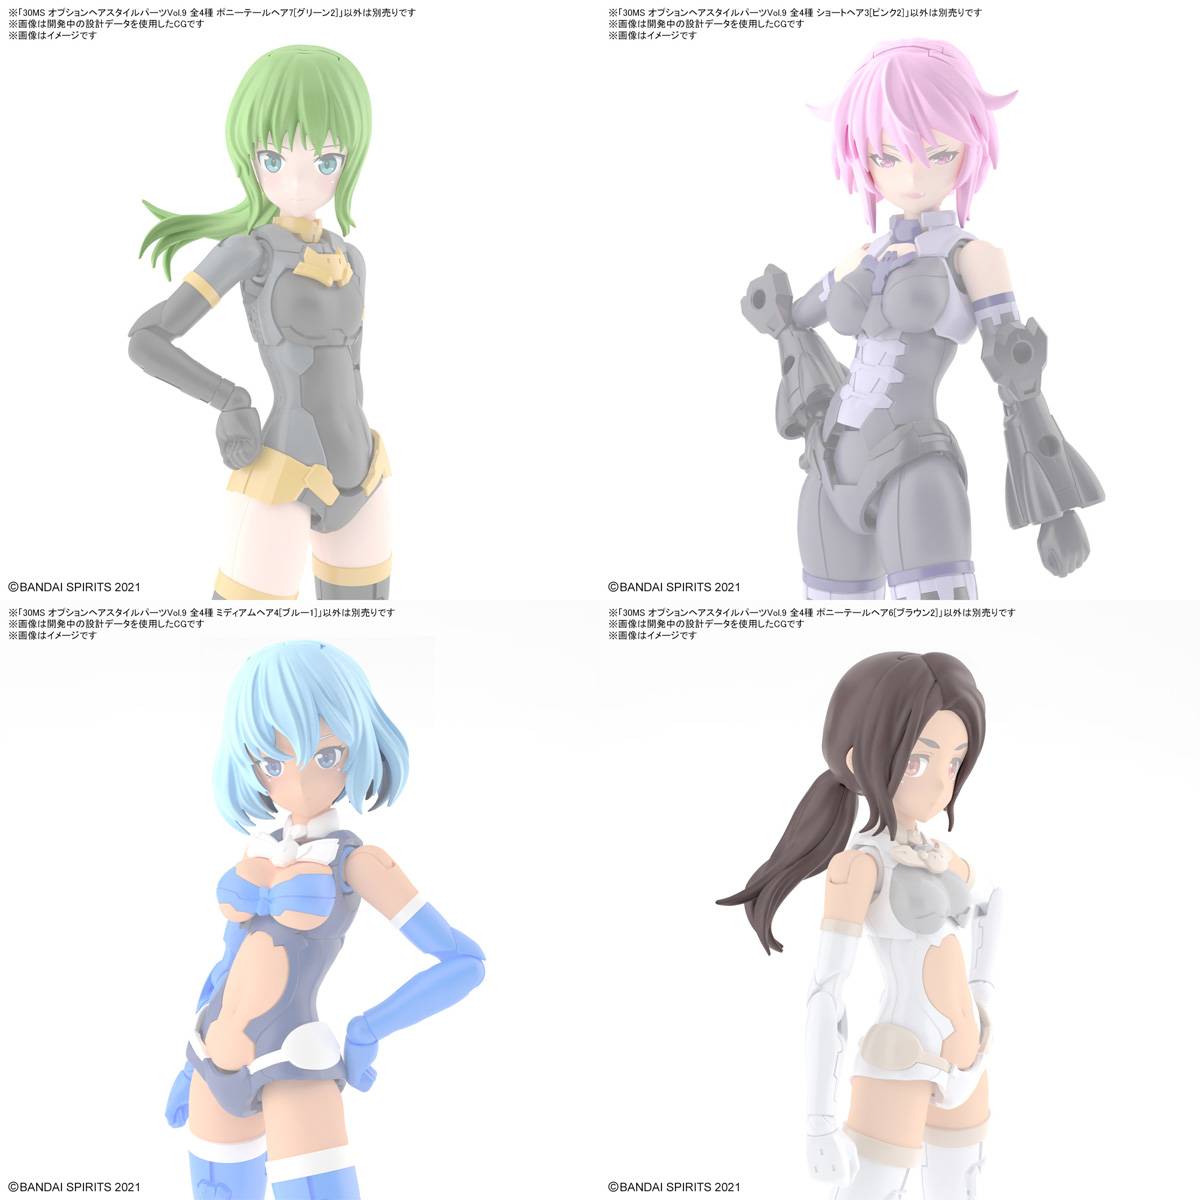 ※「30MS オプションヘアスタイルパーツVol.9 全4種 ポニーテールヘア7[グリーン2]」以外は別売りです
※画像は開発中の設計データを使用したCGです
※画像はイメージです
©BANDAI SPIRITS 2021
※「30MS オプションヘアスタイルパーツVol.9 全4種 ショートヘア3[ピンク2]」以外は別売りです
※画像は開発中の設計データを使用したCGです
※画像はイメージです
©BANDAI SPIRITS 2021
※「30MS オプションヘアスタイルパーツVol.9 全4種 ミディアムヘア4[ブルー1]」以外は別売りです
※画像は開発中の設計データを使用したCGです
※画像はイメージです
©BANDAI SPIRITS 2021
※「30MS オプションヘアスタイルパーツVol.9 全4種 ポニーテールヘア6[ブラウン2]」以外は別売りです
※画像は開発中の設計データを使用したCGです
※画像はイメージです
©BANDAI SPIRITS 2021